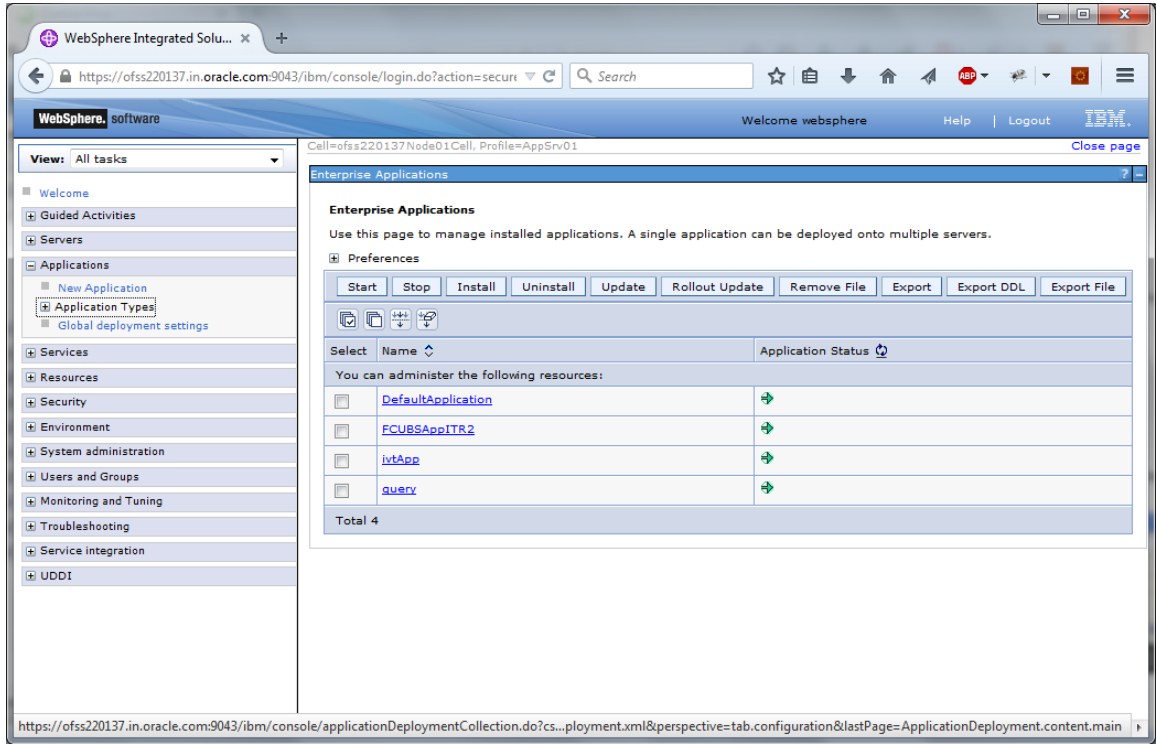 WebSphere Integrated Solu... × +
https://ofss220137.in.oracle.com:9043/ibm/console/login.do?action=secure Search ABP
WebSphere. software Welcome websphere Help | Logout IBM.
View: All tasks
Welcome
Guided Activities
Servers
Applications
New Application
Application Types
Global deployment settings
Services
Resources
Security
Environment
System administration
Users and Groups
Monitoring and Tuning
Troubleshooting
Service integration
UDDI
Cell=ofss220137Node01Cell, Profile=AppSrv01 Close page
Enterprise Applications ? -
Enterprise Applications
Use this page to manage installed applications. A single application can be deployed onto multiple servers.
Preferences
Start Stop Install Uninstall Update Rollout Update Remove File Export Export DDL Export File
Select Name Application Status
You can administer the following resources:
DefaultApplication
FCUBSAppITR2
ivtApp
query
Total 4
https://ofss220137.in.oracle.com:9043/ibm/console/applicationDeploymentCollection.do?cs...ployment.xml&perspective=tab.configuration&lastPage=ApplicationDeployment.content.main